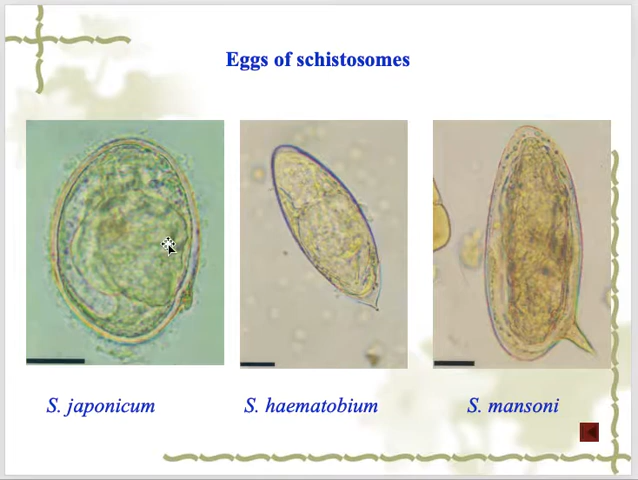 Eggs of schistosomes
S. japonicum
S. haematobium
S. mansoni